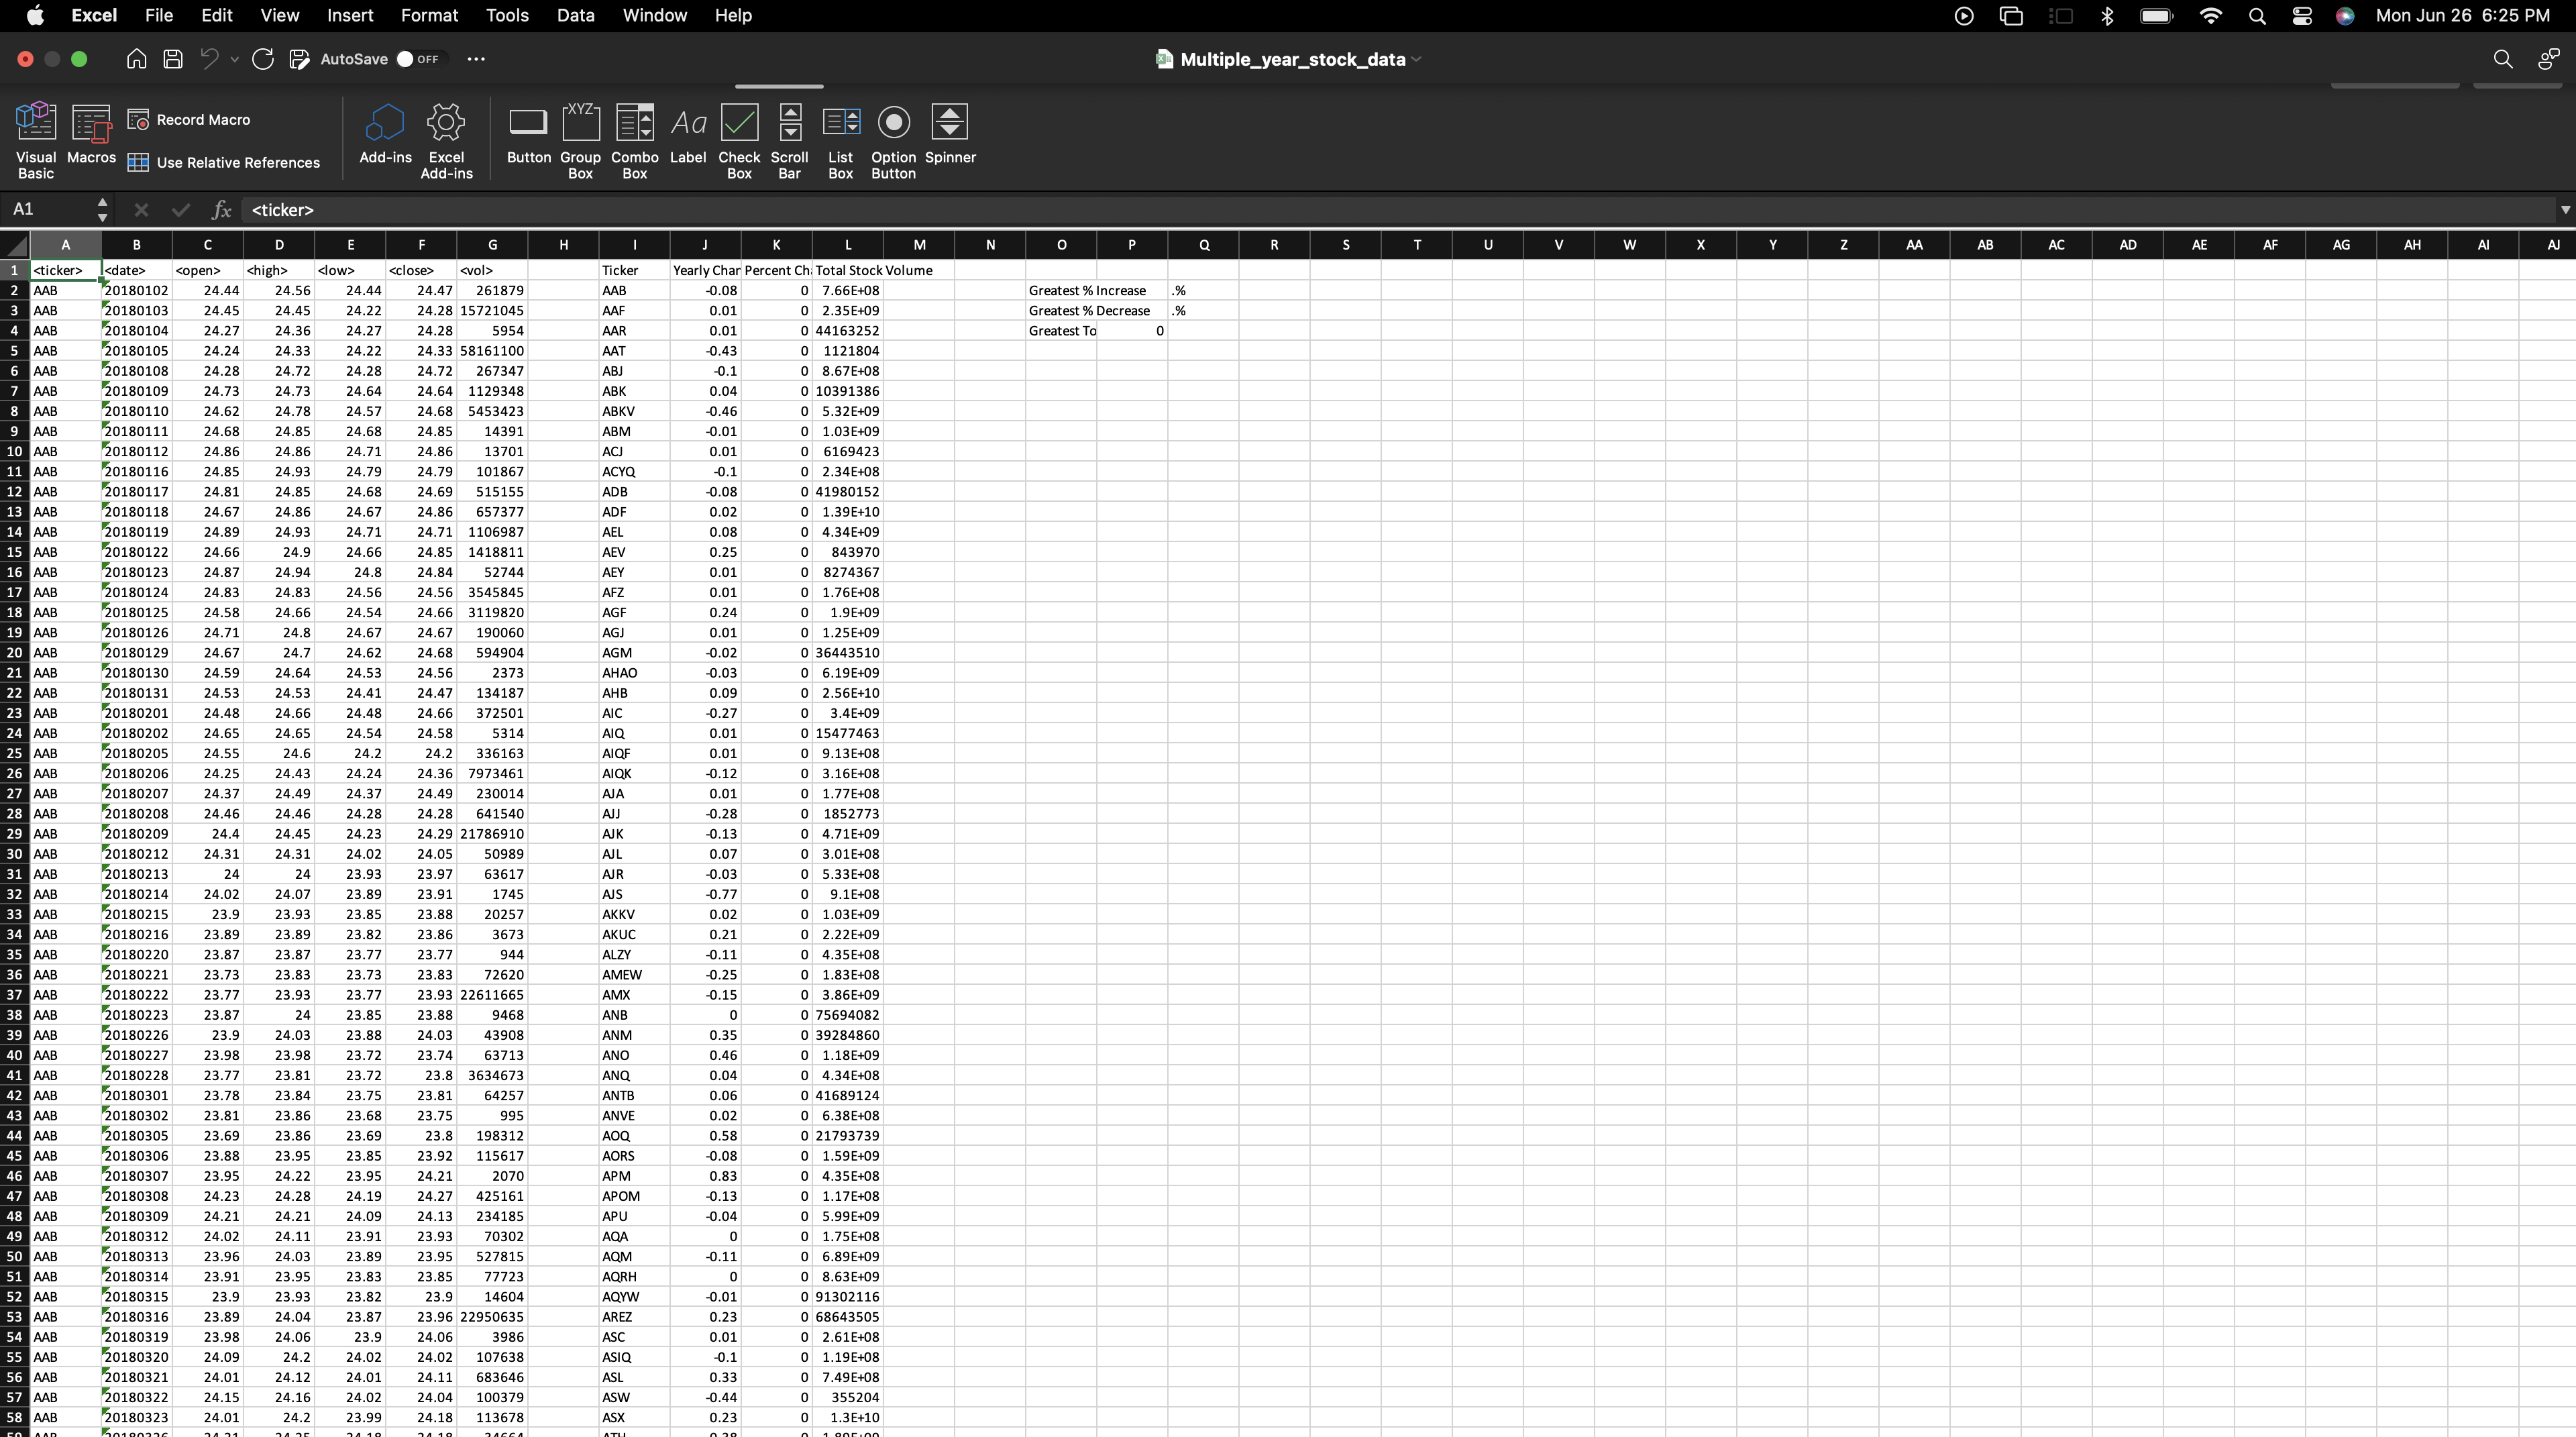 Excel File Edit View Insert Format Tools Data Window Help Mon Jun 26 6:25 PM
AutoSave OFF ... Multiple_year_stock_data
Visual Basic Macros Record Macro Use Relative References Add-ins Excel Add-ins XYZ Button Group Box Combo Box Aa Label Check Box Scroll Bar List Box Option Button Spinner
A1 fx <ticker>
A B C D E F G H I J K L M N O P Q R S T U V W X Y Z AA AB AC AD AE AF AG AH AI AJ
1 <ticker> <date> <open> <high> <low> <close> <vol> Ticker Yearly Char Percent Ch Total Stock Volume
2 AAB 20180102 24.44 24.56 24.44 24.47 261879 AAB -0.08 0 7.66E+08 Greatest % Increase .%
3 AAB 20180103 24.45 24.45 24.22 24.28 15721045 AAF 0.01 0 2.35E+09 Greatest % Decrease .%
4 AAB 20180104 24.27 24.36 24.27 24.28 5954 AAR 0.01 0 44163252 Greatest To 0
5 AAB 20180105 24.24 24.33 24.22 24.33 58161100 AAT -0.43 0 1121804
6 AAB 20180108 24.28 24.72 24.28 24.72 267347 ABJ -0.1 0 8.67E+08
7 AAB 20180109 24.73 24.73 24.64 24.64 1129348 ABK 0.04 0 10391386
8 AAB 20180110 24.62 24.78 24.57 24.68 5453423 ABKV -0.46 0 5.32E+09
9 AAB 20180111 24.68 24.85 24.68 24.85 14391 ABM -0.01 0 1.03E+09
10 AAB 20180112 24.86 24.86 24.71 24.86 13701 ACJ 0.01 0 6169423
11 AAB 20180116 24.85 24.93 24.79 24.79 101867 ACYQ -0.1 0 2.34E+08
12 AAB 20180117 24.81 24.85 24.68 24.69 515155 ADB -0.08 0 41980152
13 AAB 20180118 24.67 24.86 24.67 24.86 657377 ADF 0.02 0 1.39E+10
14 AAB 20180119 24.89 24.93 24.71 24.71 1106987 AEL 0.08 0 4.34E+09
15 AAB 20180122 24.66 24.9 24.66 24.85 1418811 AEV 0.25 0 843970
16 AAB 20180123 24.87 24.94 24.8 24.84 52744 AEY 0.01 0 8274367
17 AAB 20180124 24.83 24.83 24.56 24.56 3545845 AFZ 0.01 0 1.76E+08
18 AAB 20180125 24.58 24.66 24.54 24.66 3119820 AGF 0.24 0 1.9E+09
19 AAB 20180126 24.71 24.8 24.67 24.67 190060 AGJ 0.01 0 1.25E+09
20 AAB 20180129 24.67 24.7 24.62 24.68 594904 AGM -0.02 0 36443510
21 AAB 20180130 24.59 24.64 24.53 24.56 2373 AHAO -0.03 0 6.19E+09
22 AAB 20180131 24.53 24.53 24.41 24.47 134187 AHB 0.09 0 2.56E+10
23 AAB 20180201 24.48 24.66 24.48 24.66 372501 AIC -0.27 0 3.4E+09
24 AAB 20180202 24.65 24.65 24.54 24.58 5314 AIQ 0.01 0 15477463
25 AAB 20180205 24.55 24.6 24.2 24.2 336163 AIQF 0.01 0 9.13E+08
26 AAB 20180206 24.25 24.43 24.24 24.36 7973461 AIQK -0.12 0 3.16E+08
27 AAB 20180207 24.37 24.49 24.37 24.49 230014 AJA 0.01 0 1.77E+08
28 AAB 20180208 24.46 24.46 24.28 24.28 641540 AJJ -0.28 0 1852773
29 AAB 20180209 24.4 24.45 24.23 24.29 21786910 AJK -0.13 0 4.71E+09
30 AAB 20180212 24.31 24.31 24.02 24.05 50989 AJL 0.07 0 3.01E+08
31 AAB 20180213 24 24 23.93 23.97 63617 AJR -0.03 0 5.33E+08
32 AAB 20180214 24.02 24.07 23.89 23.91 1745 AJS -0.77 0 9.1E+08
33 AAB 20180215 23.9 23.93 23.85 23.88 20257 AKKV 0.02 0 1.03E+09
34 AAB 20180216 23.89 23.89 23.82 23.86 3673 AKUC 0.21 0 2.22E+09
35 AAB 20180220 23.87 23.87 23.77 23.77 944 ALZY -0.11 0 4.35E+08
36 AAB 20180221 23.73 23.83 23.73 23.83 72620 AMEW -0.25 0 1.83E+08
37 AAB 20180222 23.77 23.93 23.77 23.93 22611665 AMX -0.15 0 3.86E+09
38 AAB 20180223 23.87 24 23.85 23.88 9468 ANB 0 0 75694082
39 AAB 20180226 23.9 24.03 23.88 24.03 43908 ANM 0.35 0 39284860
40 AAB 20180227 23.98 23.98 23.72 23.74 63713 ANO 0.46 0 1.18E+09
41 AAB 20180228 23.77 23.81 23.72 23.8 3634673 ANQ 0.04 0 4.34E+08
42 AAB 20180301 23.78 23.84 23.75 23.81 64257 ANTB 0.06 0 41689124
43 AAB 20180302 23.81 23.86 23.68 23.75 995 ANVE 0.02 0 6.38E+08
44 AAB 20180305 23.69 23.86 23.69 23.8 198312 AOQ 0.58 0 21793739
45 AAB 20180306 23.88 23.95 23.85 23.92 115617 AORS -0.08 0 1.59E+09
46 AAB 20180307 23.95 24.22 23.95 24.21 2070 APM 0.83 0 4.35E+08
47 AAB 20180308 24.23 24.28 24.19 24.27 425161 APOM -0.13 0 1.17E+08
48 AAB 20180309 24.21 24.21 24.09 24.13 234185 APU -0.04 0 5.99E+09
49 AAB 20180312 24.02 24.11 23.91 23.93 70302 AQA 0 0 1.75E+08
50 AAB 20180313 23.96 24.03 23.89 23.95 527815 AQM -0.11 0 6.89E+09
51 AAB 20180314 23.91 23.95 23.83 23.85 77723 AQRH 0 0 8.63E+09
52 AAB 20180315 23.9 23.93 23.82 23.9 14604 AQYW -0.01 0 91302116
53 AAB 20180316 23.89 24.04 23.87 23.96 22950635 AREZ 0.23 0 68643505
54 AAB 20180319 23.98 24.06 23.9 24.06 3986 ASC 0.01 0 2.61E+08
55 AAB 20180320 24.09 24.2 24.02 24.02 107638 ASIQ -0.1 0 1.19E+08
56 AAB 20180321 24.01 24.12 24.01 24.11 683646 ASL 0.33 0 7.49E+08
57 AAB 20180322 24.15 24.16 24.02 24.04 100379 ASW -0.44 0 355204
58 AAB 20180323 24.01 24.2 23.99 24.18 113678 ASX 0.23 0 1.3E+10